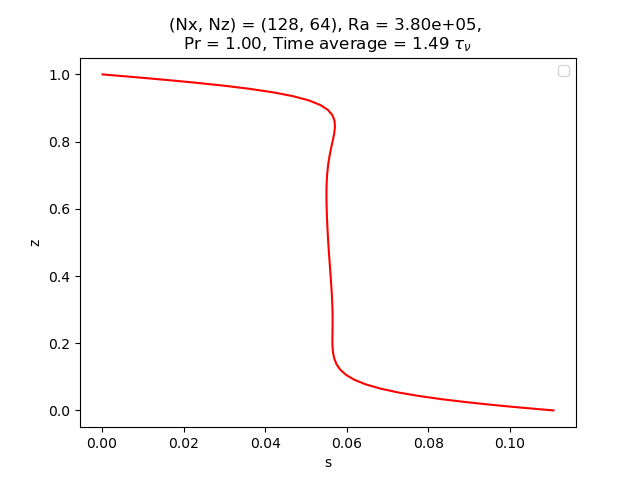 (Nx, Nz) = (128, 64), Ra = 3.80e+05,
Pr = 1.00, Time average = 1.49 τν
1.0
0.8
0.6
z
0.4
0.2
0.0
0.00 0.02 0.04 0.06 0.08 0.10
s